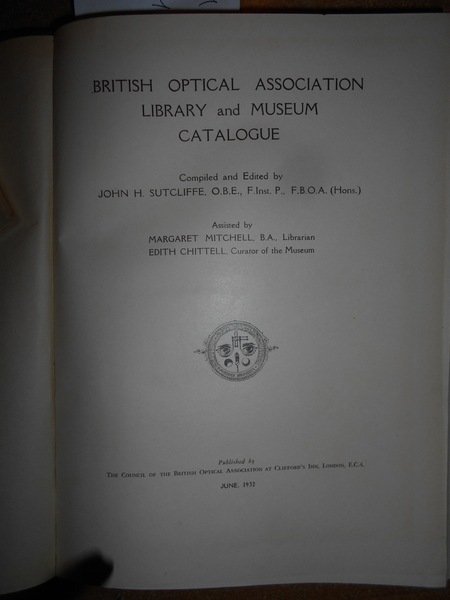 BRITISH OPTICAL ASSOCIATION
LIBRARY and MUSEUM
CATALOGUE
Compiled and Edited by
JOHN H. SUTCLIFFE, O.B.E., F.Inst. P., F.B.O.A. (Hons.)
Assisted by
MARGARET MITCHELL, B.A., Librarian
EDITH CHITTELL, Curator of the Museum
Published by
THE COUNCIL OF THE BRITISH OPTICAL ASSOCIATION AT CLIFFORD'S INN, LONDON, E.C.4.
JUNE, 1932